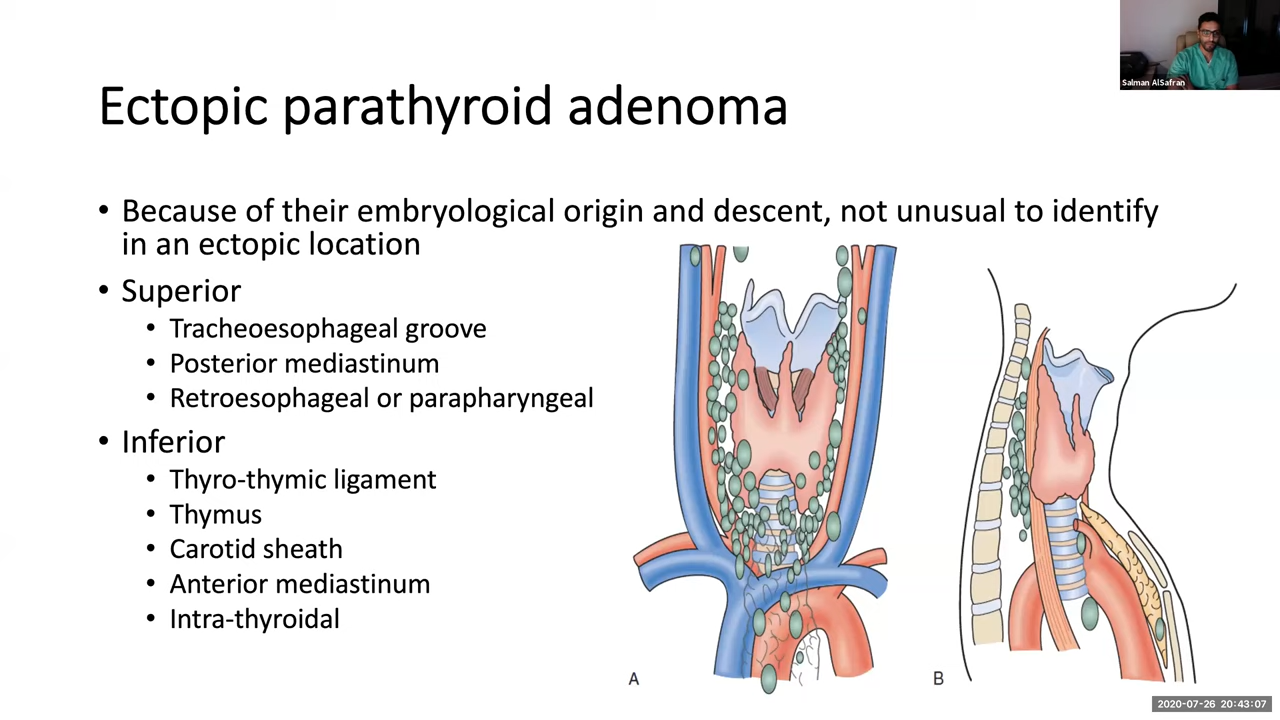 Salman AlSafran
Ectopic parathyroid adenoma
• Because of their embryological origin and descent, not unusual to identify
in an ectopic location
• Superior
• Tracheoesophageal groove
• Posterior mediastinum
• Retroesophageal or parapharyngeal
• Inferior
• Thyro-thymic ligament
• Thymus
• Carotid sheath
• Anterior mediastinum
• Intra-thyroidal
A
B
2020-07-26 20:43:07